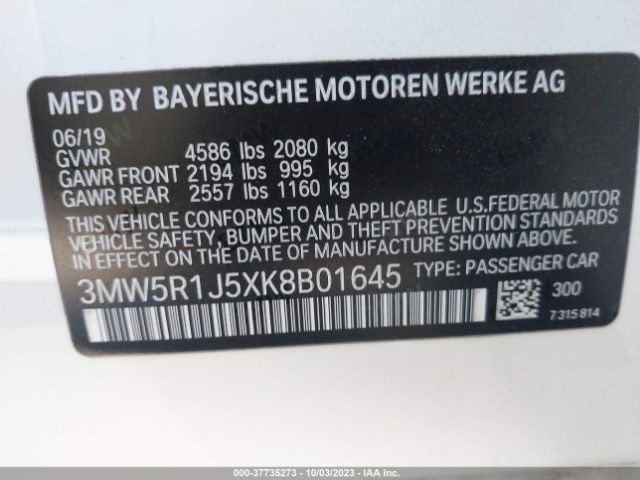 MFD BY BAYERISCHE MOTOREN WERKE AG
06/19
GVWR 4586 lbs 2080 kg
GAWR FRONT 2194 lbs 995 kg
GAWR REAR 2557 lbs 1160 kg
THIS VEHICLE CONFORMS TO ALL APPLICABLE U.S.FEDERAL MOTOR
VEHICLE SAFETY, BUMPER AND THEFT PREVENTION STANDARDS
IN EFFECT ON THE DATE OF MANUFACTURE SHOWN ABOVE.
3MW5R1J5XK8B01645 TYPE: PASSENGER CAR
300
7315814
000-37735273 - 10/03/2023 - IAA Inc.